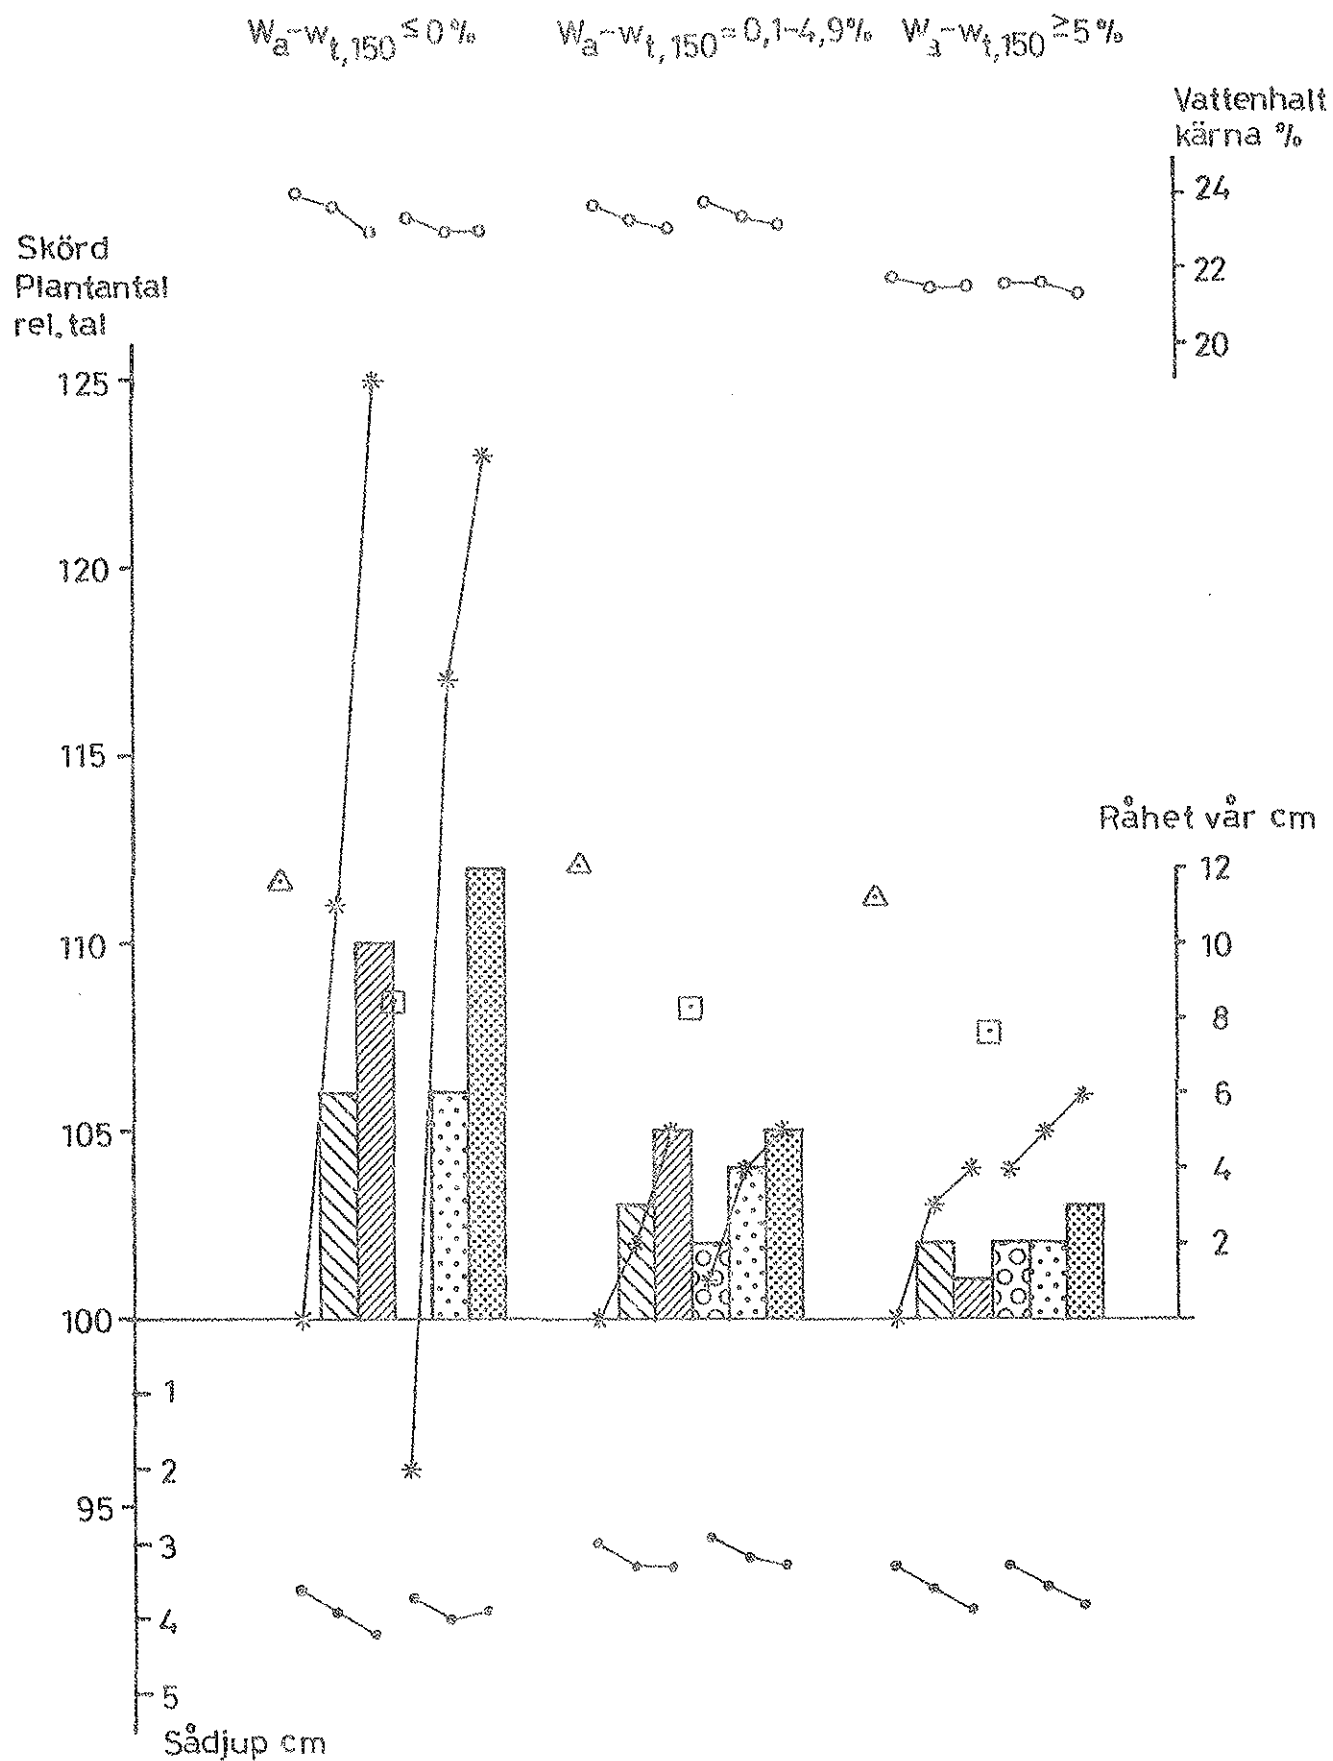 Wa-wt,150 ≤ 0 % Wa-wt,150 = 0,1-4,9% Wa-wt,150 ≥ 5 %
Vattenhalt
kärna %
24
22
20
Skörd
Plantantal
rel. tal
125
120
115
110
105
100
95
Råhet vår cm
12
10
8
6
4
2
1
2
3
4
5
Sådjup cm